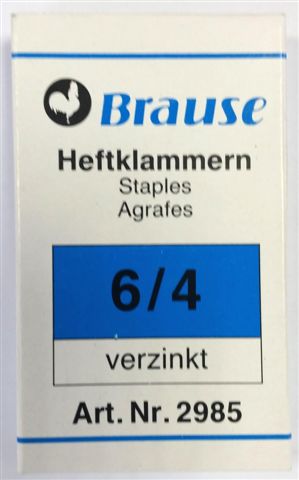 Brause
Heftklammern
Staples
Agrafes
6/4
verzinkt
Art. Nr. 2985